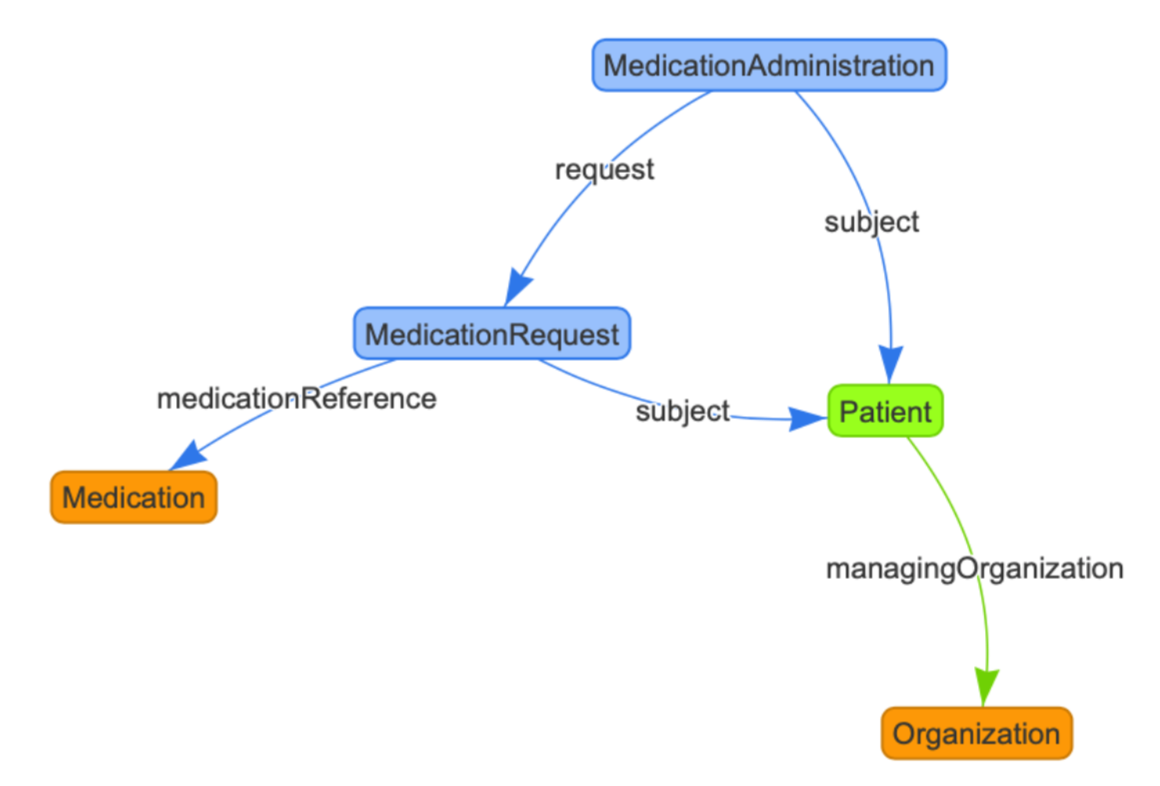 MedicationAdministration
request
subject
MedicationRequest
medicationReference
subject
Patient
Medication
managingOrganization
Organization